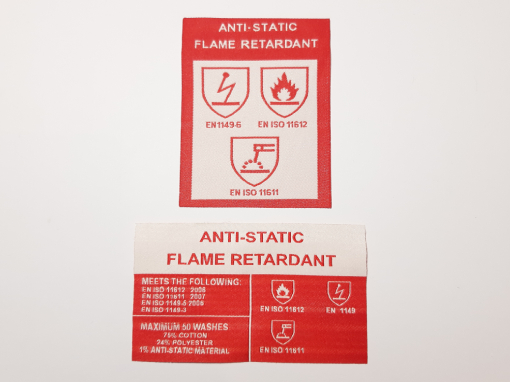 ANTI-STATIC
FLAME RETARDANT
EN1149-5 EN ISO 11612
EN ISO 11611
ANTI-STATIC
FLAME RETARDANT
MEETS THE FOLLOWING:
EN ISO 11612 2008
EN ISO 11611 2007
EN ISO 1149-5 2008
EN ISO 1149-3
MAXIMUM 50 WASHES
75% COTTON
24% POLYESTER
1% ANTI-STATIC MATERIAL
EN ISO 11612 EN 1149
EN ISO 11611